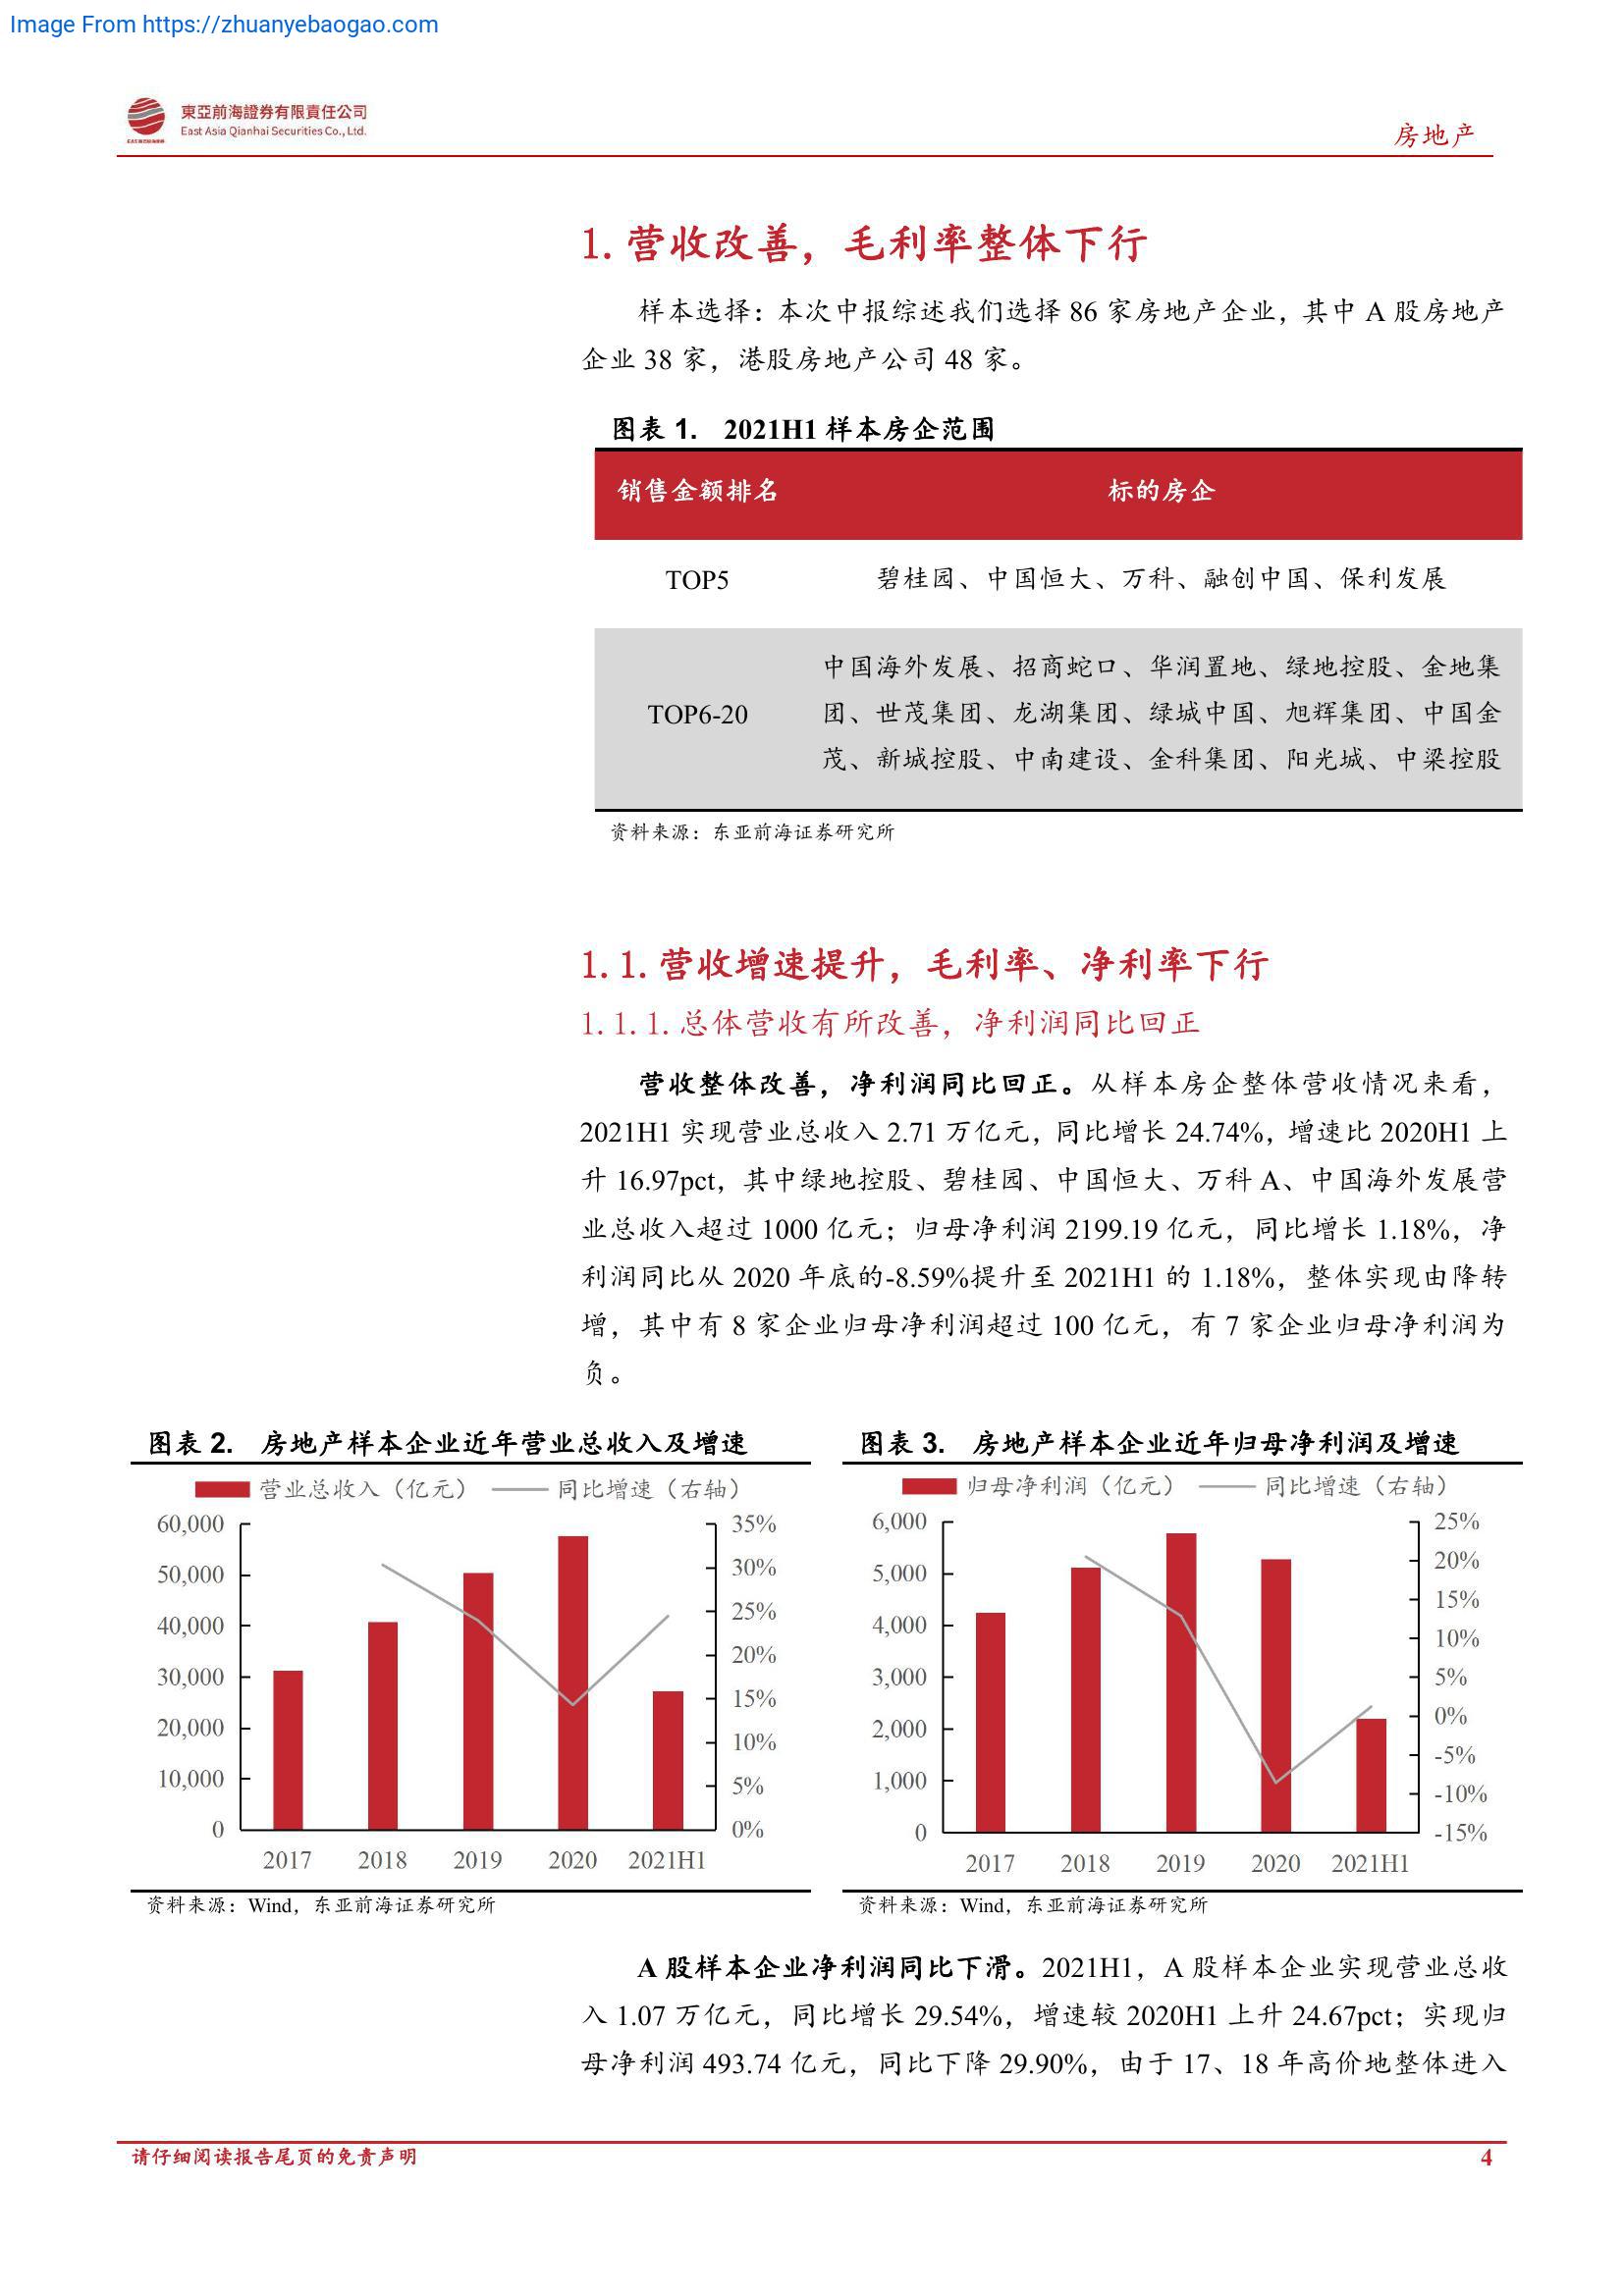 Image From https://zhuanyebaogao.com
東亞前海證券有限責任公司
East Asia Qianhai Securities Co., Ltd.
房地产
1. 营收改善，毛利率整体下行
样本选择：本次中报综述我们选择 86 家房地产企业，其中 A 股房地产
企业 38 家，港股房地产公司 48 家。
图表 1. 2021H1 样本房企范围
销售金额排名 标的房企
TOP5 碧桂园、中国恒大、万科、融创中国、保利发展
中国海外发展、招商蛇口、华润置地、绿地控股、金地集
TOP6-20 团、世茂集团、龙湖集团、绿城中国、旭辉集团、中国金
茂、新城控股、中南建设、金科集团、阳光城、中梁控股
资料来源：东亚前海证券研究所
1.1. 营收增速提升，毛利率、净利率下行
1.1.1. 总体营收有所改善，净利润同比回正
营收整体改善，净利润同比回正。从样本房企整体营收情况来看，
2021H1 实现营业总收入 2.71 万亿元，同比增长 24.74%，增速比 2020H1 上
升 16.97pct，其中绿地控股、碧桂园、中国恒大、万科 A、中国海外发展营
业总收入超过 1000 亿元；归母净利润 2199.19 亿元，同比增长 1.18%，净
利润同比从 2020 年底的-8.59%提升至 2021H1 的 1.18%，整体实现由降转
增，其中有 8 家企业归母净利润超过 100 亿元，有 7 家企业归母净利润为
负。
图表 2. 房地产样本企业近年营业总收入及增速
营业总收入（亿元） 同比增速（右轴）
60,000 35%
50,000 30%
40,000 25%
30,000 20%
20,000 15%
10,000 10%
0 5%
0%
2017 2018 2019 2020 2021H1
资料来源：Wind，东亚前海证券研究所
图表 3. 房地产样本企业近年归母净利润及增速
归母净利润（亿元） 同比增速（右轴）
6,000 25%
5,000 20%
4,000 15%
3,000 10%
2,000 5%
1,000 0%
0 -5%
-10%
-15%
2017 2018 2019 2020 2021H1
资料来源：Wind，东亚前海证券研究所
A 股样本企业净利润同比下滑。2021H1，A 股样本企业实现营业总收
入 1.07 万亿元，同比增长 29.54%，增速较 2020H1 上升 24.67pct；实现归
母净利润 493.74 亿元，同比下降 29.90%，由于 17、18 年高价地整体进入
请仔细阅读报告尾页的免责声明
4